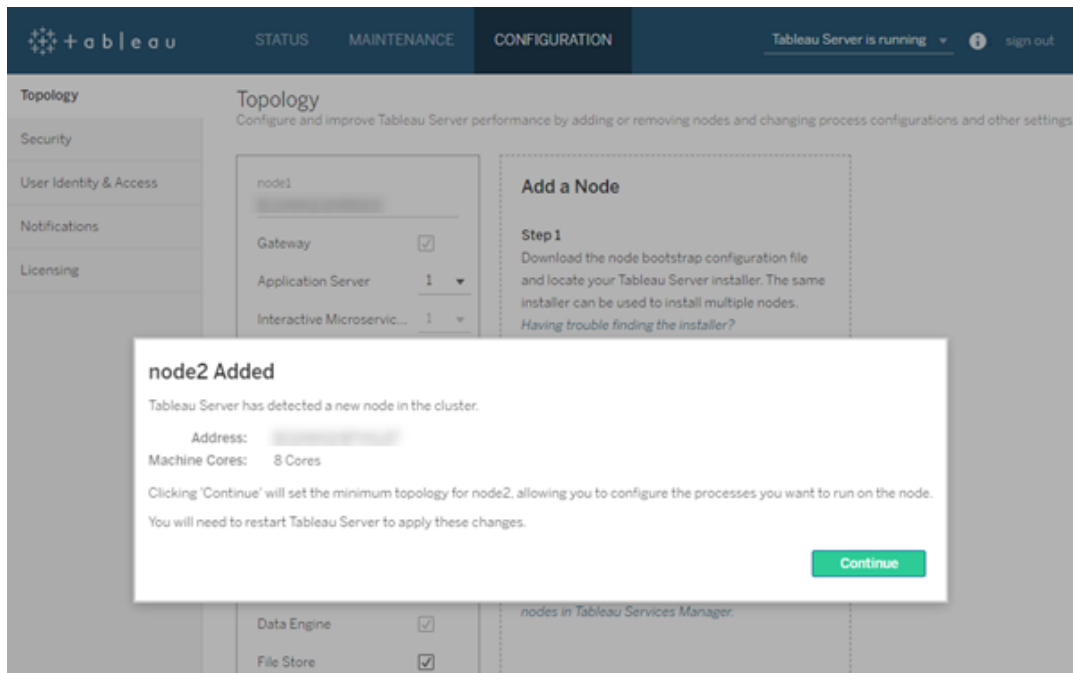 + a b | e a u
STATUS
MAINTENANCE
CONFIGURATION
Tableau Server is running
sign out
Topology
Security
User Identity & Access
Notifications
Licensing
Topology
Configure and improve Tableau Server performance by adding or removing nodes and changing process configurations and other settings
node1
Gateway
Application Server 1
Interactive Microservic... 1
Add a Node
Step 1
Download the node bootstrap configuration file
and locate your Tableau Server installer. The same
installer can be used to install multiple nodes.
Having trouble finding the installer?
node2 Added
Tableau Server has detected a new node in the cluster.
Address:
Machine Cores: 8 Cores
Clicking 'Continue' will set the minimum topology for node2, allowing you to configure the processes you want to run on the node.
You will need to restart Tableau Server to apply these changes.
Continue
Data Engine
File Store
nodes in Tableau Services Manager.